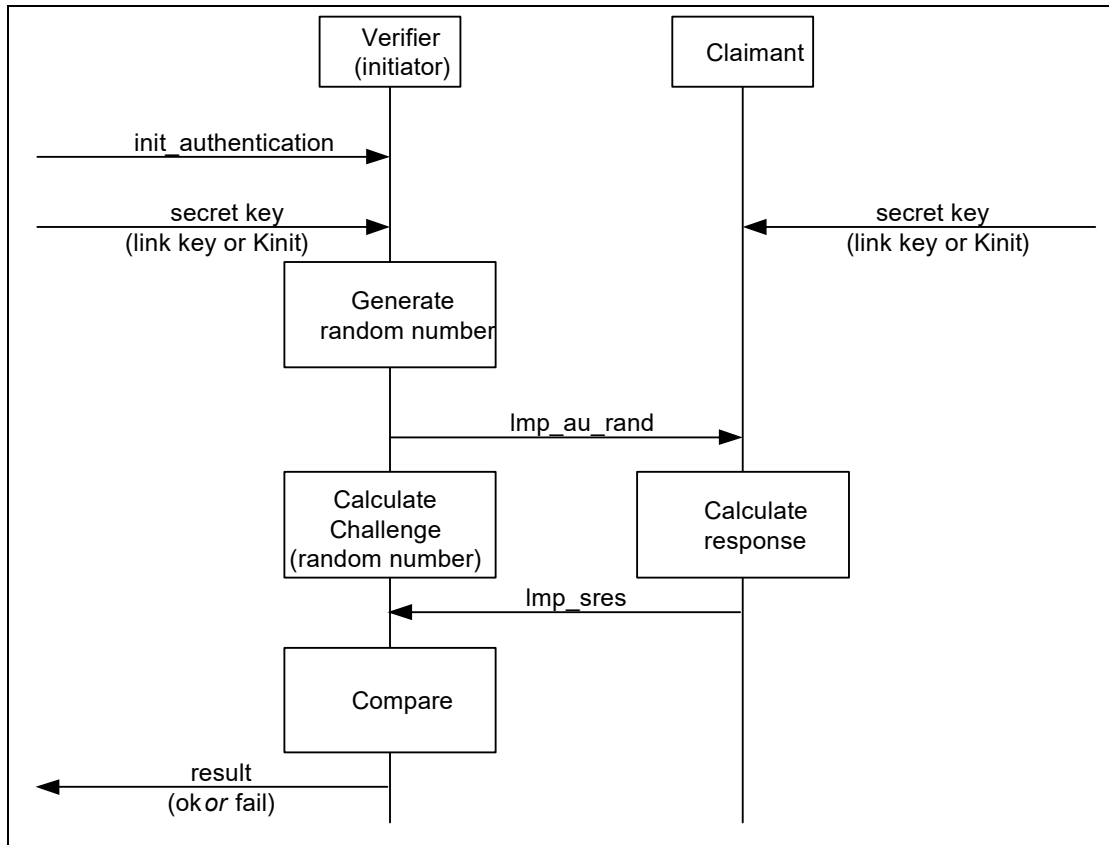 Verifier
(initiator)
Claimant
init_authentication
secret key
(link key or Kinit)
secret key
(link key or Kinit)
Generate
random number
lmp_au_rand
Calculate
Challenge
(random number)
Calculate
response
lmp_sres
Compare
result
(ok or fail)